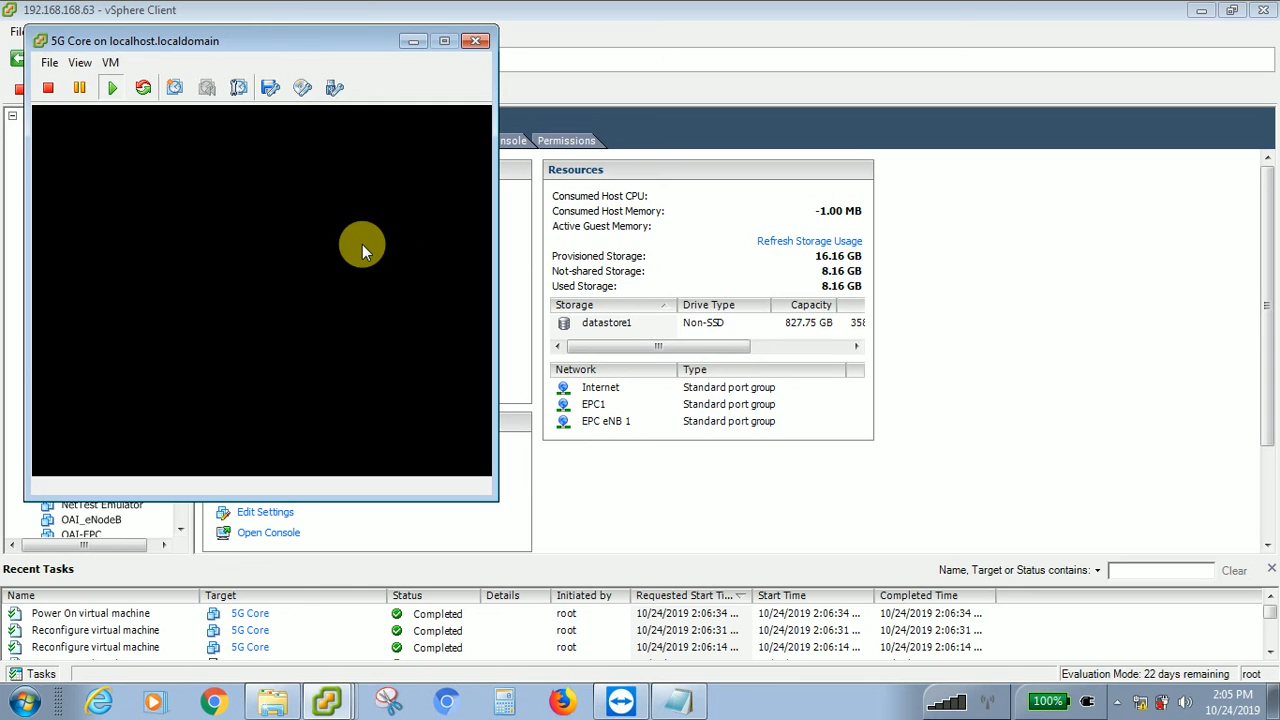 192.168.168.63 - vSphere Client
5G Core on localhost.localdomain
File View VM
Permissions
Resources
Consumed Host CPU:
Consumed Host Memory: -1.00 MB
Active Guest Memory:
Refresh Storage Usage
Provisioned Storage: 16.16 GB
Not-shared Storage: 8.16 GB
Used Storage: 8.16 GB
Storage Drive Type Capacity
datastore1 Non-SSD 827.75 GB 358
Network Type
Internet Standard port group
EPC1 Standard port group
EPC eNB 1 Standard port group
NetTest Emulator
OAI_eNodeB
OAI-EPC
Edit Settings
Open Console
Recent Tasks
Name, Target or Status contains: Clear
Name Target Status Details Initiated by Requested Start Ti... Start Time Completed Time
Power On virtual machine 5G Core Completed root 10/24/2019 2:06:34 ... 10/24/2019 2:06:34 ... 10/24/2019 2:06:34 ...
Reconfigure virtual machine 5G Core Completed root 10/24/2019 2:06:31 ... 10/24/2019 2:06:31 ... 10/24/2019 2:06:31 ...
Reconfigure virtual machine 5G Core Completed root 10/24/2019 2:06:14 ... 10/24/2019 2:06:14 ... 10/24/2019 2:06:14 ...
Tasks Evaluation Mode: 22 days remaining root
100% 2:05 PM
10/24/2019